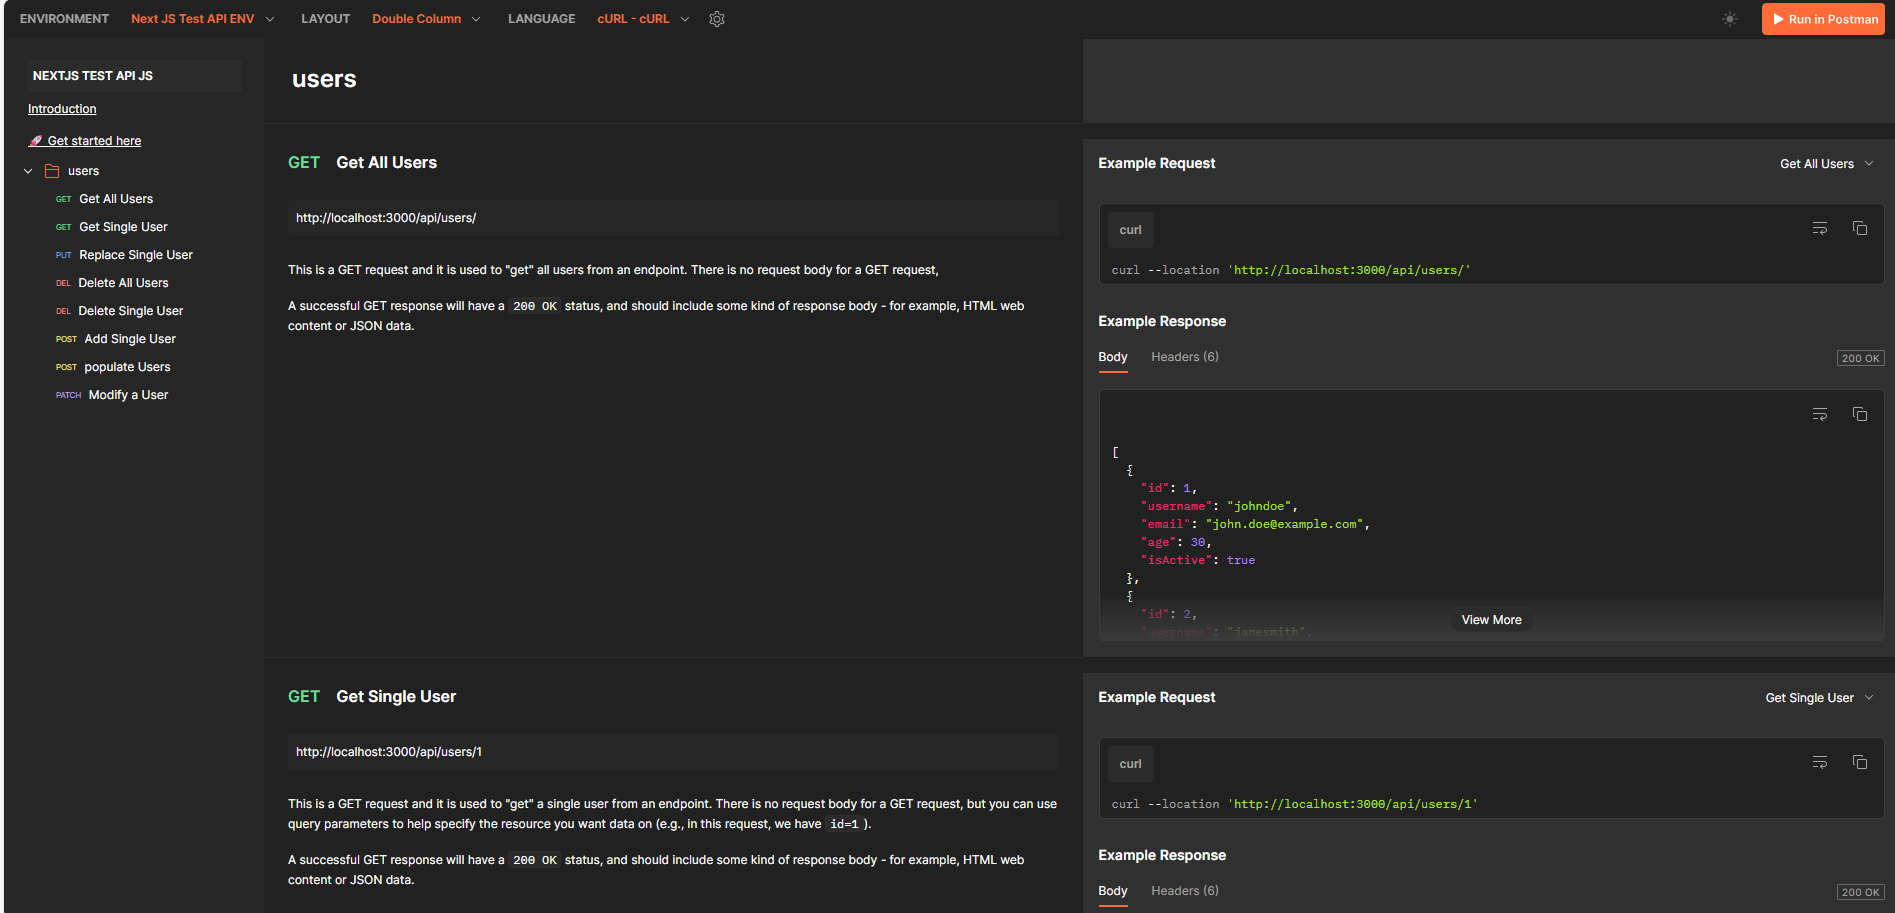 ENVIRONMENT Next JS Test API ENV LAYOUT Double Column LANGUAGE cURL - cURL Run in Postman
NEXTJS TEST API JS
Introduction
🚀 Get started here
users
GET Get All Users
GET Get Single User
PUT Replace Single User
DEL Delete All Users
DEL Delete Single User
POST Add Single User
POST populate Users
PATCH Modify a User
users
GET Get All Users
http://localhost:3000/api/users/
This is a GET request and it is used to "get" all users from an endpoint. There is no request body for a GET request,
A successful GET response will have a 200 OK status, and should include some kind of response body - for example, HTML web
content or JSON data.
Example Request Get All Users
curl
curl --location 'http://localhost:3000/api/users/'
Example Response
Body Headers (6) 200 OK
[
{
"id": 1,
"username": "johndoe",
"email": "john.doe@example.com",
"age": 30,
"isActive": true
},
{
"id": 2,
"username": "janesmith",
View More
GET Get Single User
http://localhost:3000/api/users/1
This is a GET request and it is used to "get" a single user from an endpoint. There is no request body for a GET request, but you can use
query parameters to help specify the resource you want data on (e.g., in this request, we have id=1 ).
A successful GET response will have a 200 OK status, and should include some kind of response body - for example, HTML web
content or JSON data.
Example Request Get Single User
curl
curl --location 'http://localhost:3000/api/users/1'
Example Response
Body Headers (6) 200 OK